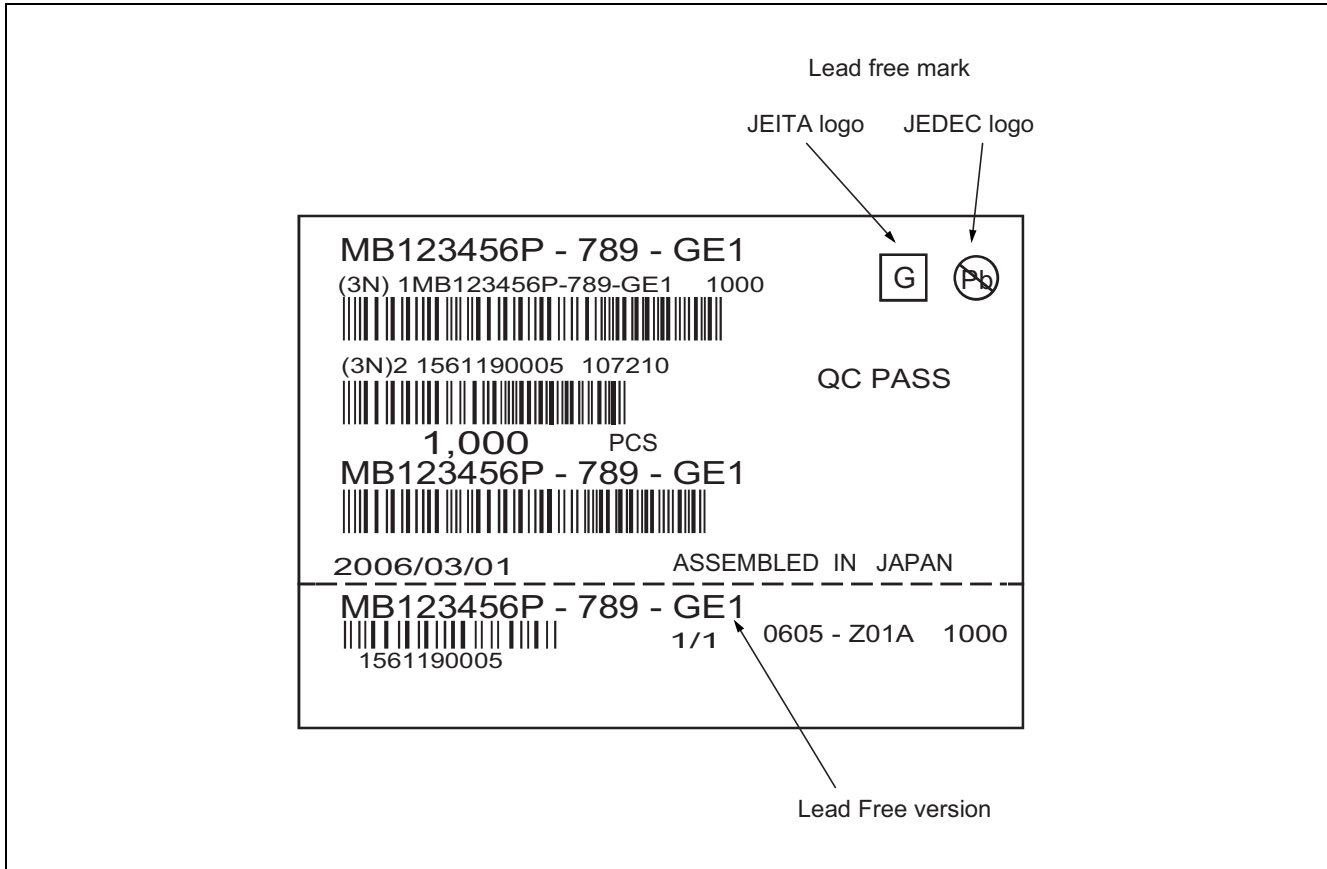 Lead free mark
JEITA logo JEDEC logo
MB123456P - 789 - GE1
(3N) 1MB123456P-789-GE1 1000
G Pb
(3N)2 1561190005 107210
QC PASS
1,000 PCS
MB123456P - 789 - GE1
2006/03/01 ASSEMBLED IN JAPAN
MB123456P - 789 - GE1
1/1 0605 - Z01A 1000
1561190005
Lead Free version